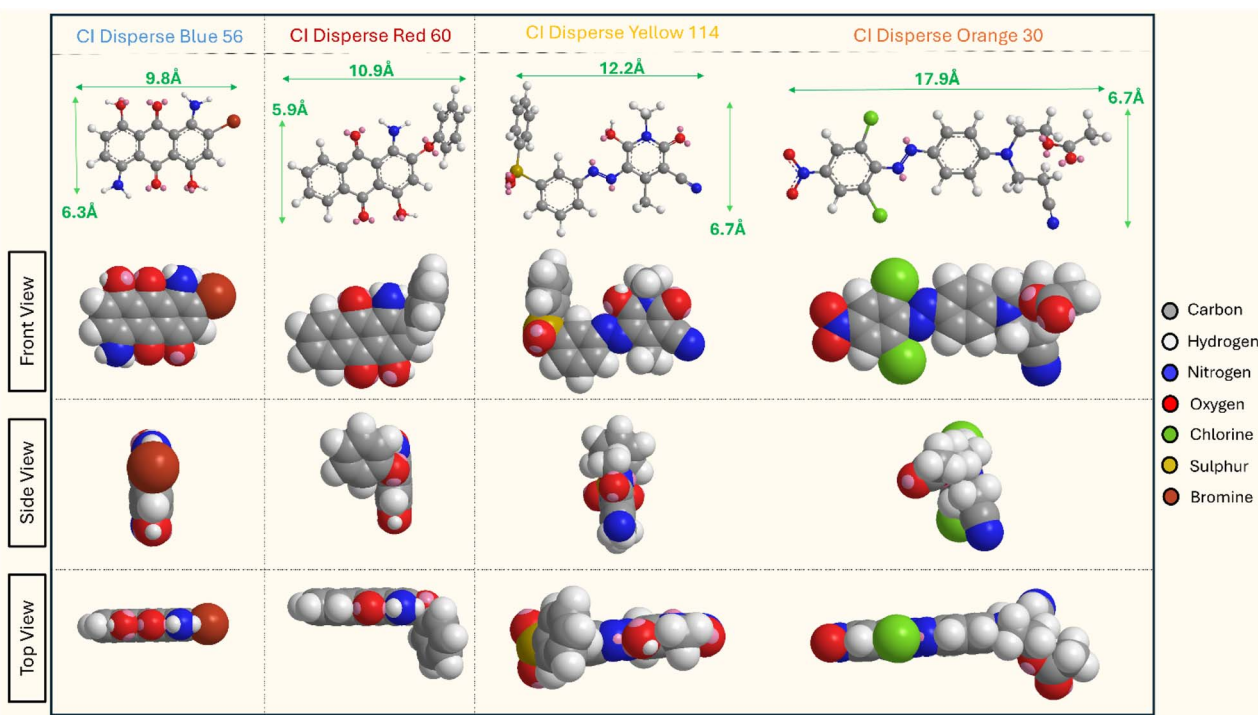 CI Disperse Blue 56
CI Disperse Red 60
CI Disperse Yellow 114
CI Disperse Orange 30
9.8Å
6.3Å
10.9Å
5.9Å
12.2Å
6.7Å
17.9Å
6.7Å
Front View
Side View
Top View
Carbon
Hydrogen
Nitrogen
Oxygen
Chlorine
Sulphur
Bromine